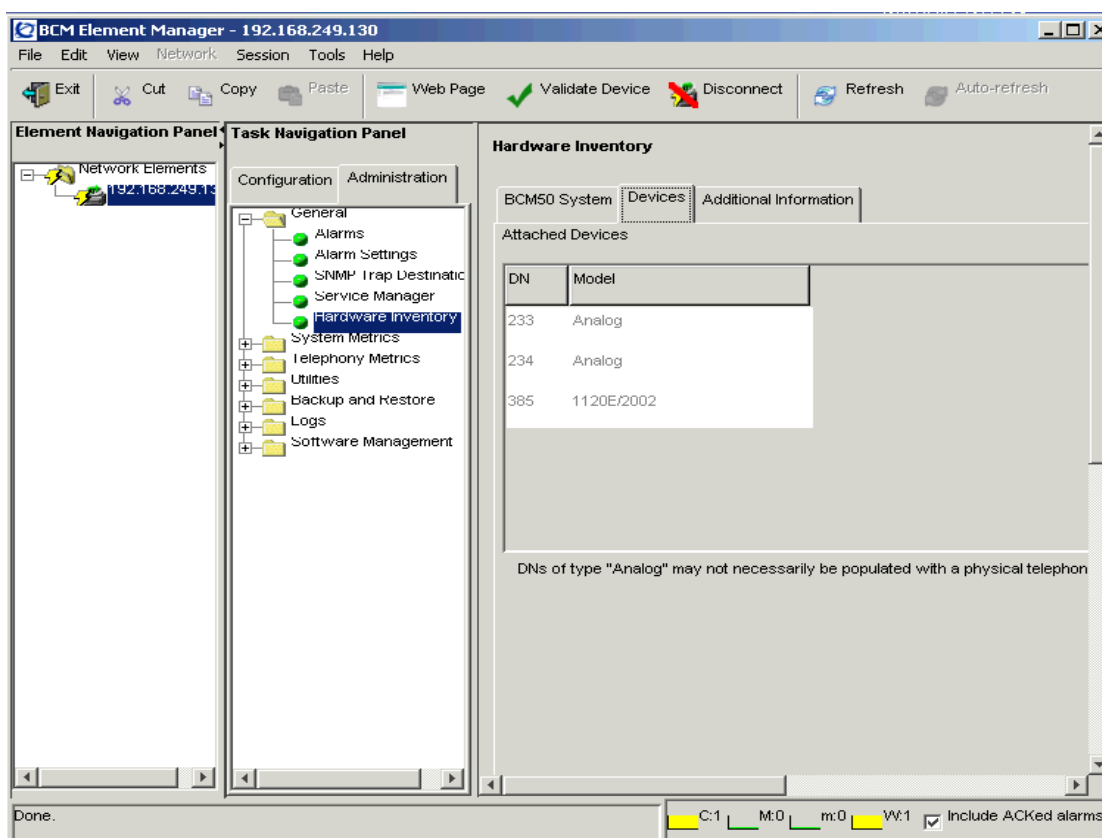 BCM Element Manager - 192.168.249.130
File Edit View Network Session Tools Help
Exit Cut Copy Paste Web Page Validate Device Disconnect Refresh Auto-refresh
Element Navigation Panel
Network Elements
192.168.249.13
Task Navigation Panel
Configuration Administration
General
Alarms
Alarm Settings
SNMP Trap Destinatic
Service Manager
Hardware Inventory
System Metrics
Telephony Metrics
Utilities
Backup and Restore
Logs
Software Management
Hardware Inventory
BCM50 System Devices Additional Information
Attached Devices
DN Model
233 Analog
234 Analog
385 1120E/2002
DNs of type "Analog" may not necessarily be populated with a physical telephon
Done.
C:1 M:0 m:0 W:1 Include ACKed alarms